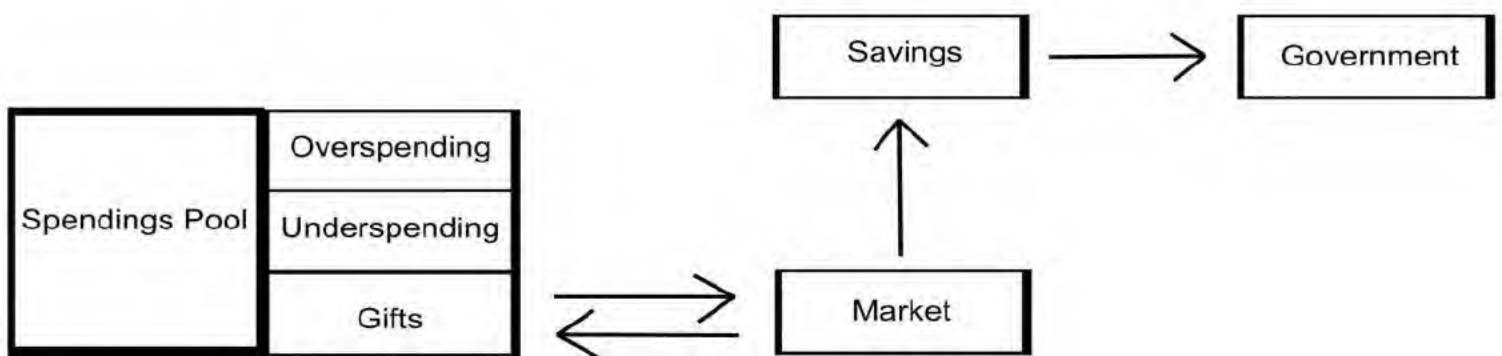 Savings
Government
Overspending
Spendings Pool
Underspending
Gifts
Market